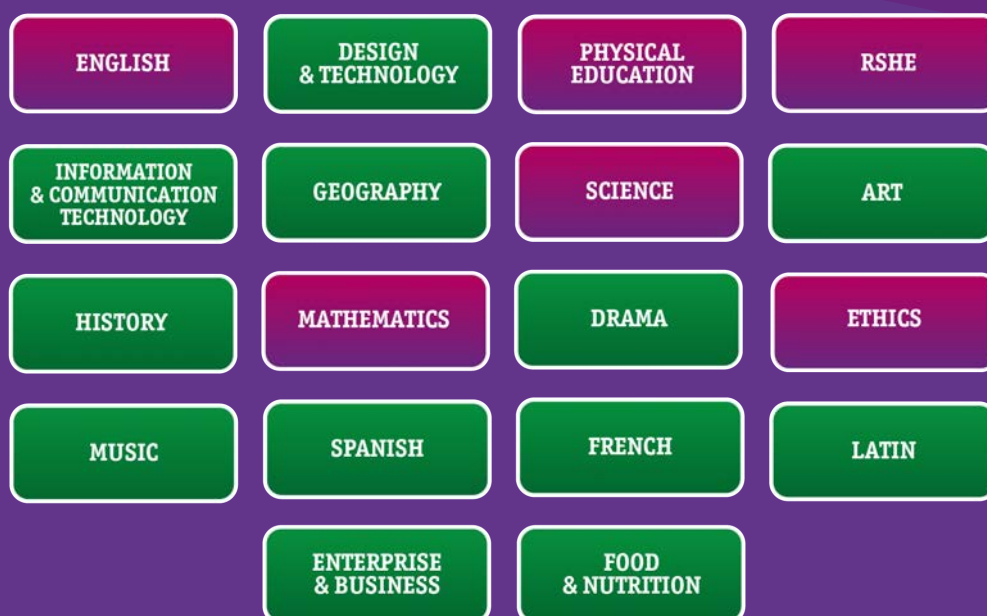 ENGLISH
DESIGN
& TECHNOLOGY
PHYSICAL
EDUCATION
RSHE
INFORMATION
& COMMUNICATION
TECHNOLOGY
GEOGRAPHY
SCIENCE
ART
HISTORY
MATHEMATICS
DRAMA
ETHICS
MUSIC
SPANISH
FRENCH
LATIN
ENTERPRISE
& BUSINESS
FOOD
& NUTRITION